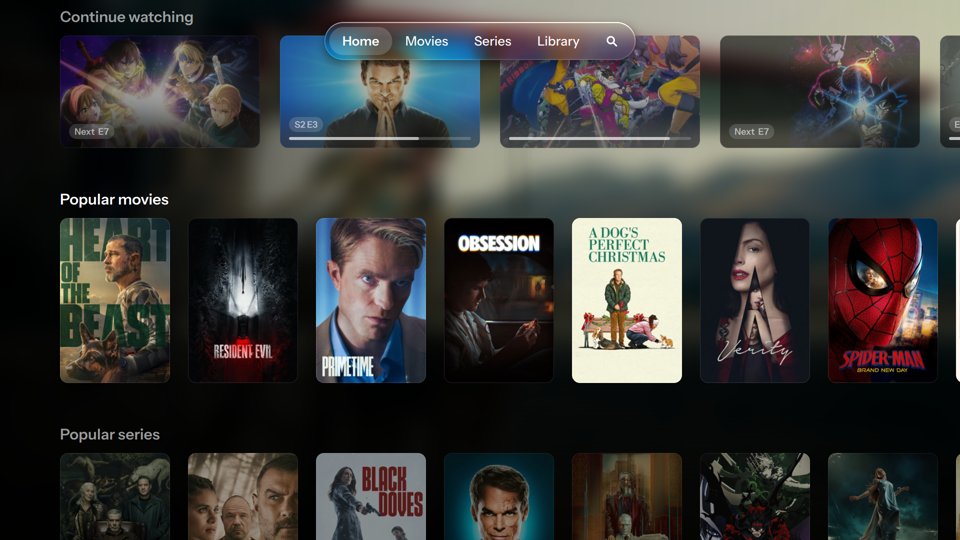 Continue watching
Home Movies Series Library
Next E7
S2 E3
Next E7
E
Popular movies
HEART
OF
THE
BEAST
RESIDENT EVIL
PRIMETIME
OBSESSION
A DOG'S
PERFECT
CHRISTMAS
Verity
SPIDER-MAN
BRAND NEW DAY
Popular series
BLACK
DOVES